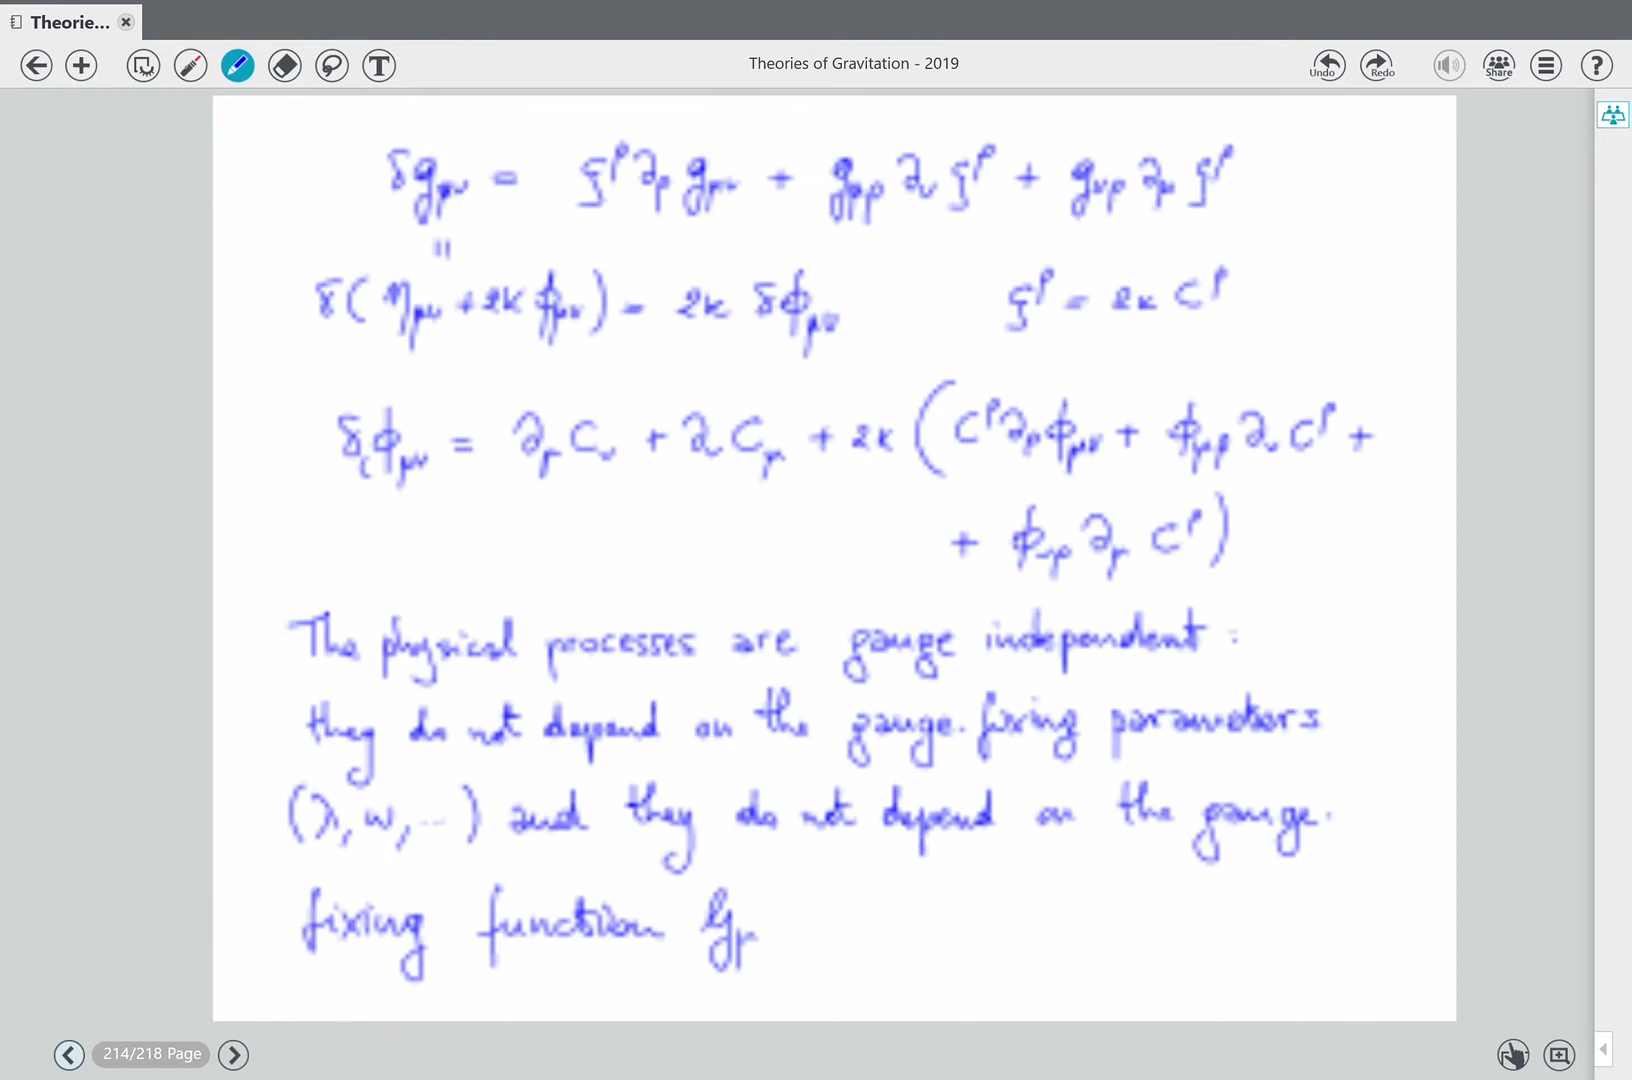 Theorie...
Theories of Gravitation - 2019
Undo
Redo
Share
δg_μν = ξ^ρ ∂_ρ g_μν + g_μρ ∂_ν ξ^ρ + g_νρ ∂_μ ξ^ρ
=
δ(η_μν + 2κ ϕ_μν) = 2κ δϕ_μν    ξ^ρ = 2κ C^ρ
δ_C ϕ_μν = ∂_μ C_ν + ∂_ν C_μ + 2κ (C^ρ ∂_ρ ϕ_μν + ϕ_μρ ∂_ν C^ρ +
+ ϕ_νρ ∂_μ C^ρ)
The physical processes are gauge independent:
they do not depend on the gauge-fixing parameters
(λ, w, ...) and they do not depend on the gauge-
fixing function G_μ
214/218 Page